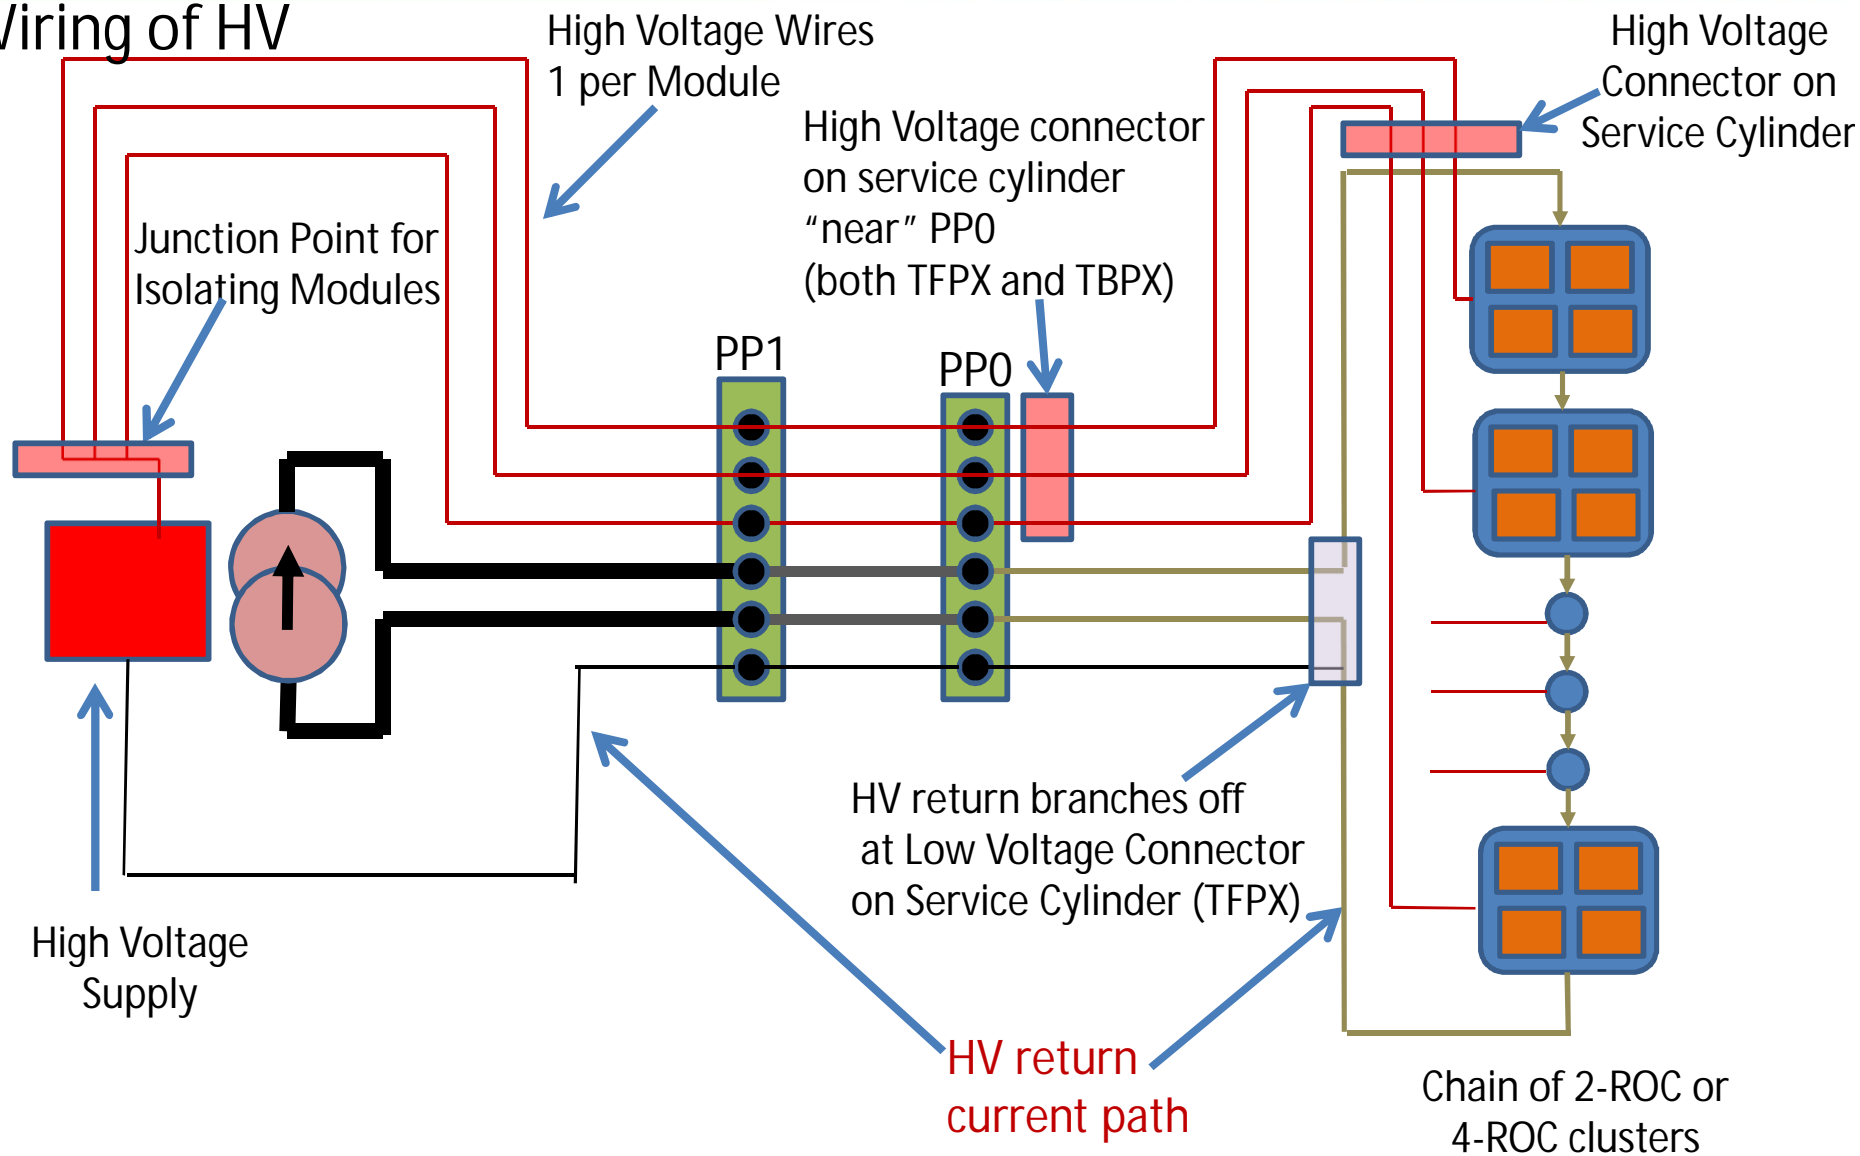 Wiring of HV
High Voltage Wires
1 per Module
High Voltage connector
on service cylinder
“near” PP0
(both TFPX and TBPX)
High Voltage
Connector on
Service Cylinder
Junction Point for
Isolating Modules
PP1
PP0
HV return branches off
at Low Voltage Connector
on Service Cylinder (TFPX)
High Voltage
Supply
HV return
current path
Chain of 2-ROC or
4-ROC clusters